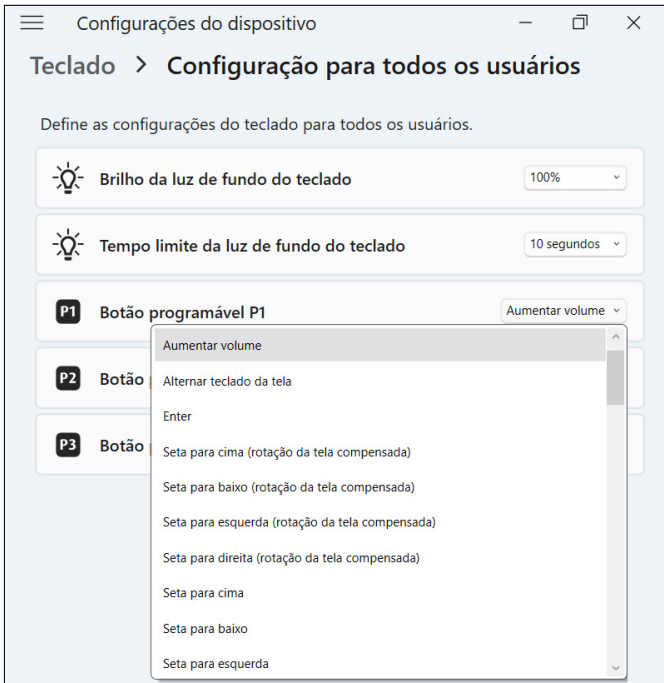 Configurações do dispositivo
Teclado > Configuração para todos os usuários
Define as configurações do teclado para todos os usuários.
Brilho da luz de fundo do teclado 100%
Tempo limite da luz de fundo do teclado 10 segundos
P1 Botão programável P1 Aumentar volume
Aumentar volume
P2 Botão
Alternar teclado da tela
Enter
P3 Botão
Seta para cima (rotação da tela compensada)
Seta para baixo (rotação da tela compensada)
Seta para esquerda (rotação da tela compensada)
Seta para direita (rotação da tela compensada)
Seta para cima
Seta para baixo
Seta para esquerda